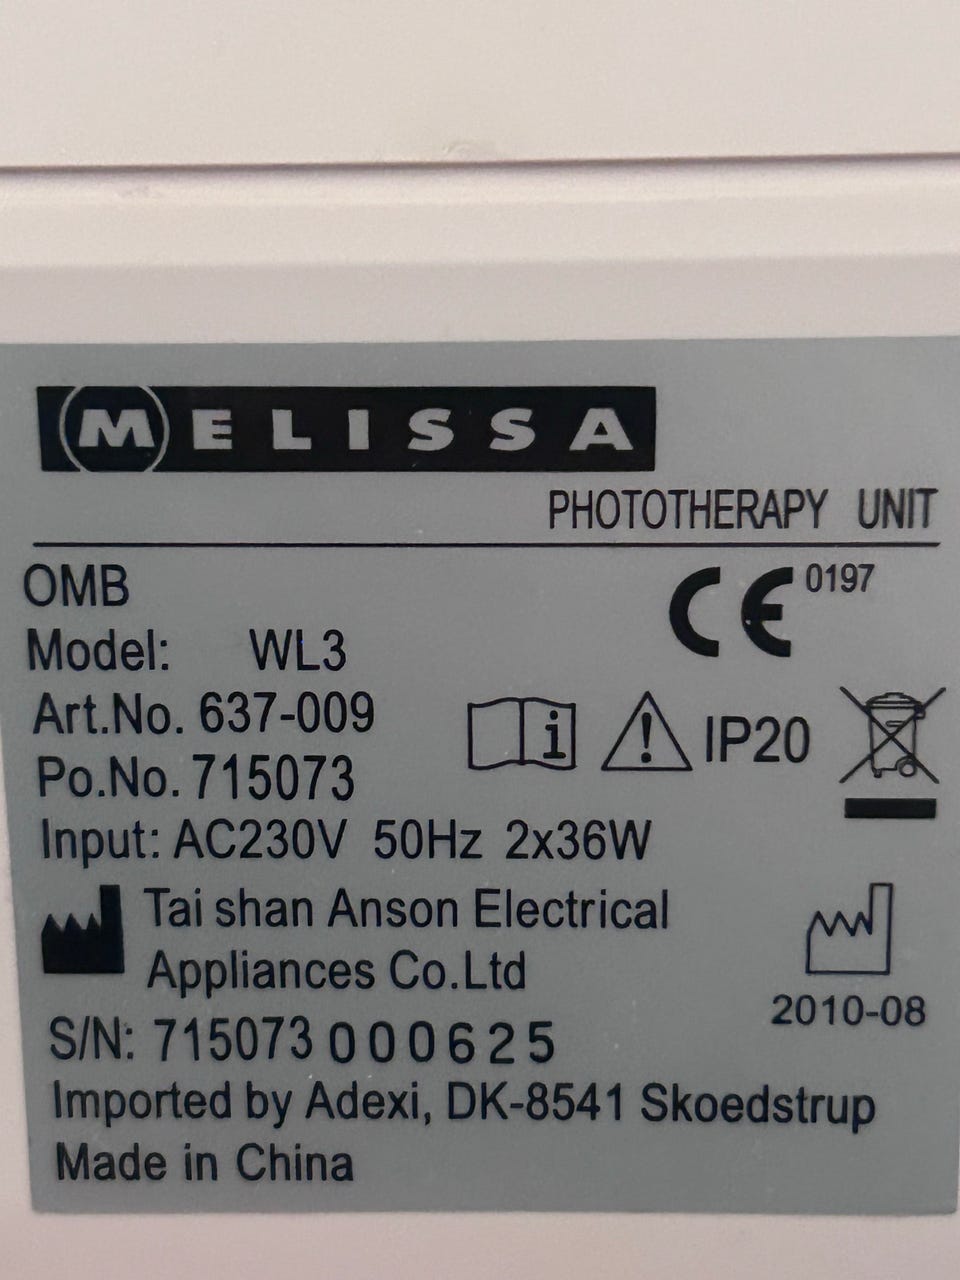 MELISSA
PHOTOTHERAPY UNIT
OMB
CE 0197
Model: WL3
Art.No. 637-009
IP20
Po.No. 715073
Input: AC230V 50Hz 2x36W
Tai shan Anson Electrical
Appliances Co.Ltd
2010-08
S/N: 715073 000625
Imported by Adexi, DK-8541 Skoedstrup
Made in China